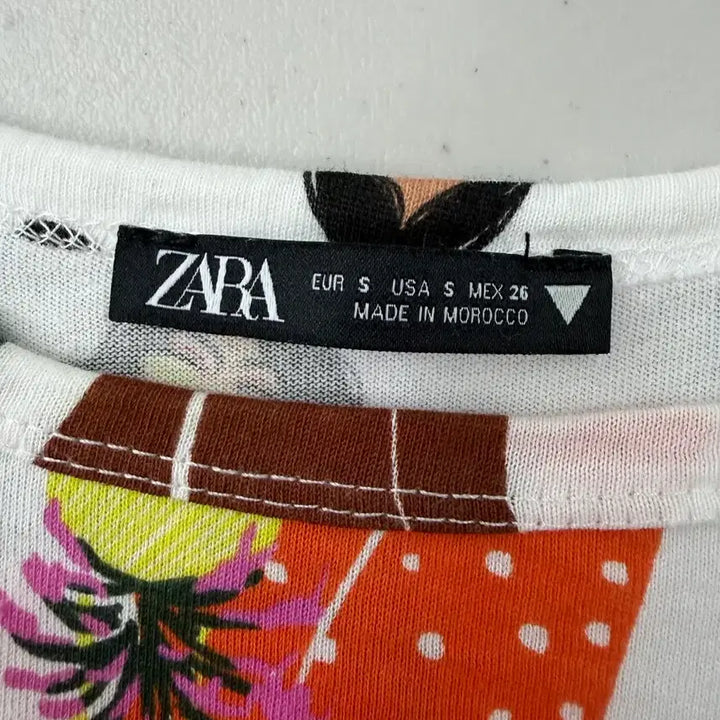 ZARA
EUR S USA S MEX 26
MADE IN MOROCCO